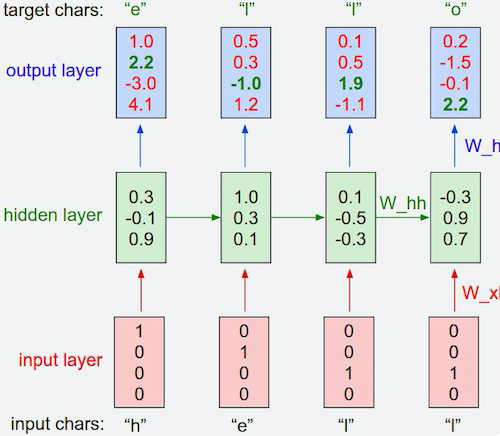 target chars: “e” “l” “l” “o”
1.0 0.5 0.1 0.2
2.2 0.3 0.5 -1.5
output layer
-3.0 -1.0 1.9 -0.1
4.1 1.2 -1.1 2.2
W_h
0.3 1.0 0.1 W_hh -0.3
hidden layer -0.1 0.3 -0.5 0.9
0.9 0.1 -0.3 0.7
W_xl
1 0 0 0
0 1 0 0
input layer
0 0 1 1
0 0 0 0
input chars: “h” “e” “l” “l”